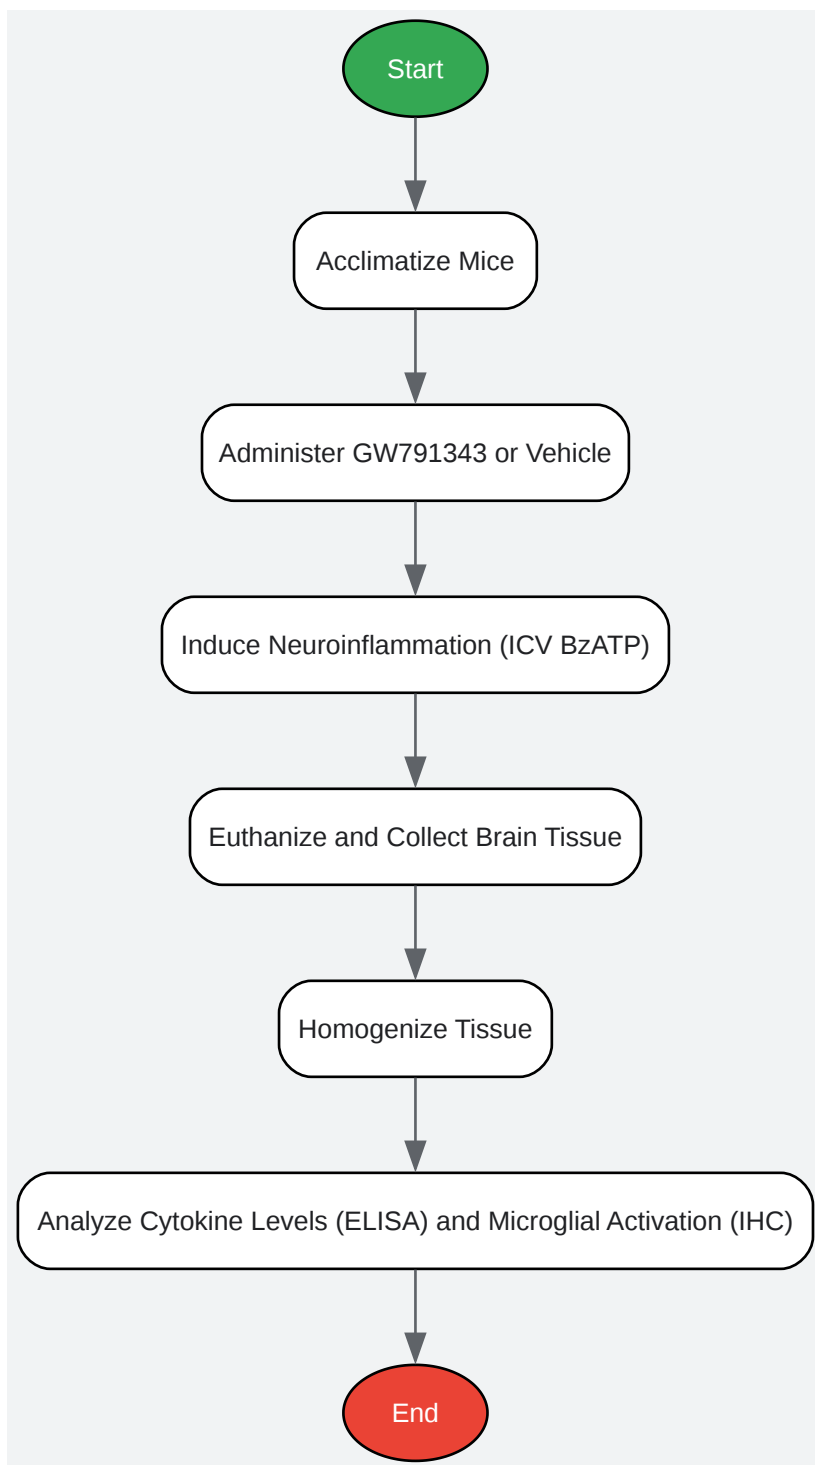 Start
Acclimatize Mice
Administer GW791343 or Vehicle
Induce Neuroinflammation (ICV BzATP)
Euthanize and Collect Brain Tissue
Homogenize Tissue
Analyze Cytokine Levels (ELISA) and Microglial Activation (IHC)
End